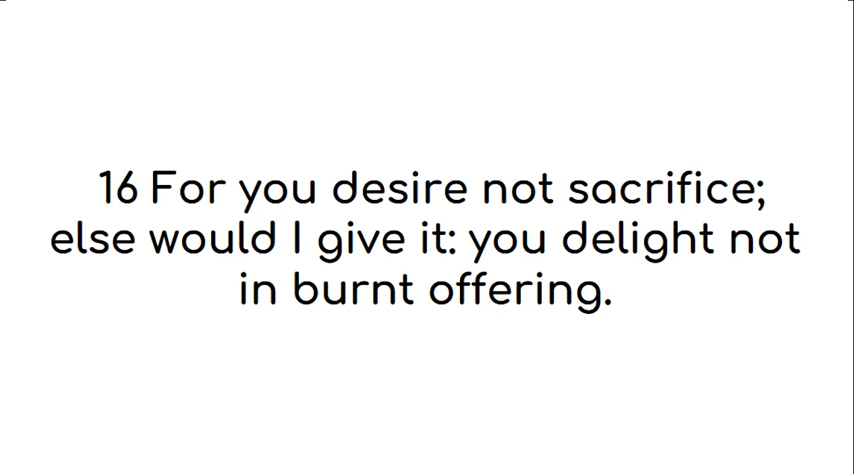 16 For you desire not sacrifice;
else would I give it: you delight not
in burnt offering.